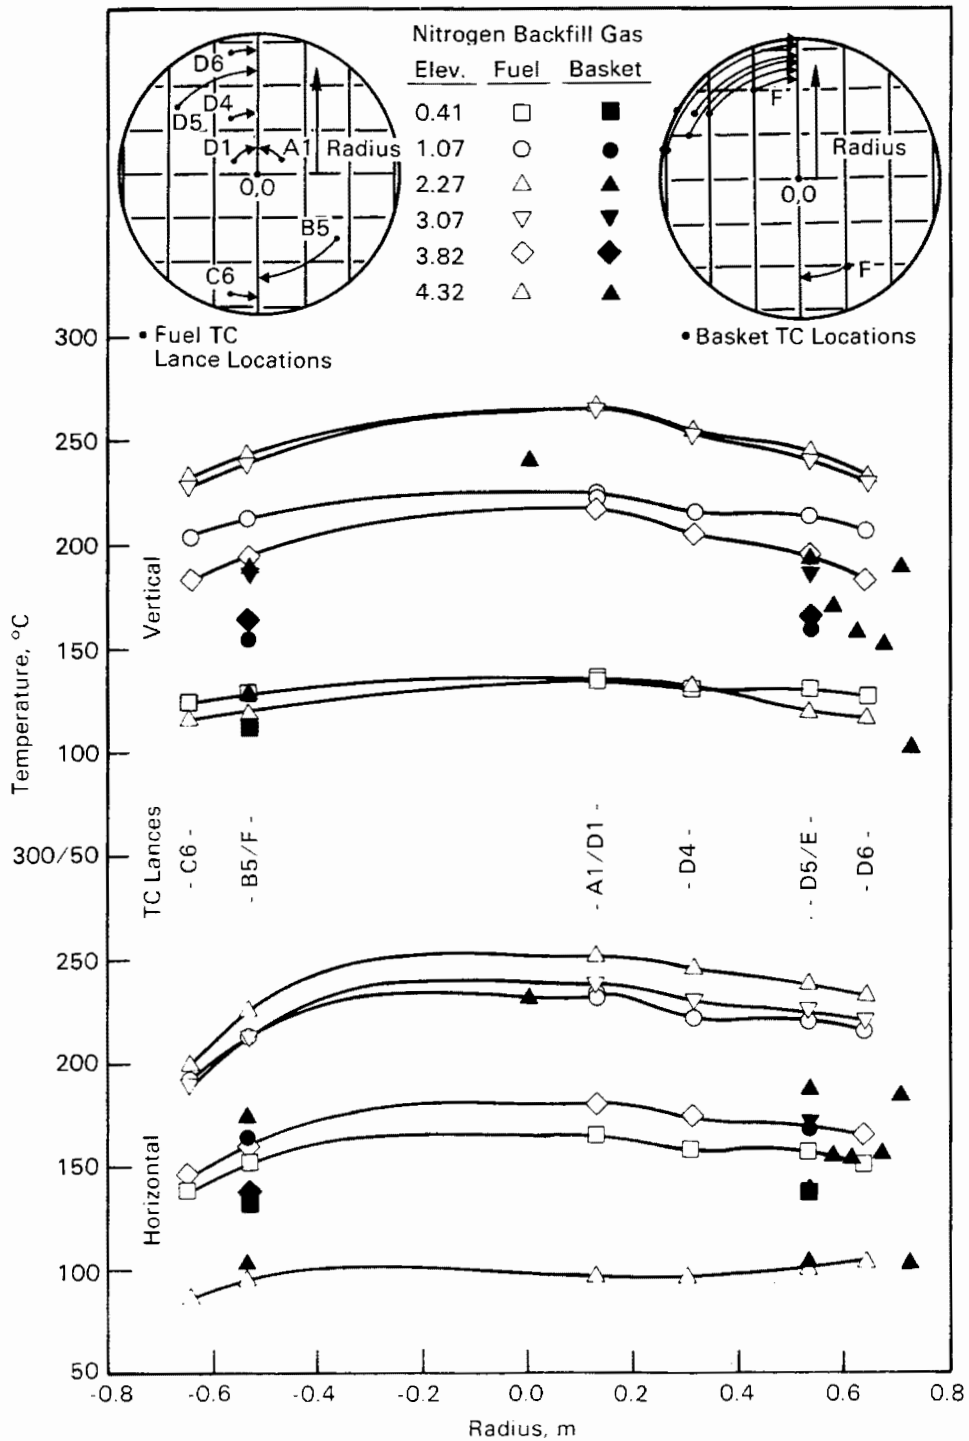 Nitrogen Backfill Gas
Elev. Fuel Basket
0.41
1.07
2.27
3.07
3.82
4.32
D6
D4
D5
D1
A1
Radius
0,0
B5
C6
• Fuel TC
Lance Locations
F
Radius
0,0
F
• Basket TC Locations
Temperature, °C
300
250
200
150
100
300/50
250
200
150
100
50
Vertical
TC Lances
- C6 -
- B5/F -
- A1/D1 -
- D4 -
- D5/E -
- D6 -
Horizontal
-0.8 -0.6 -0.4 -0.2 0.0 0.2 0.4 0.6 0.8
Radius, m